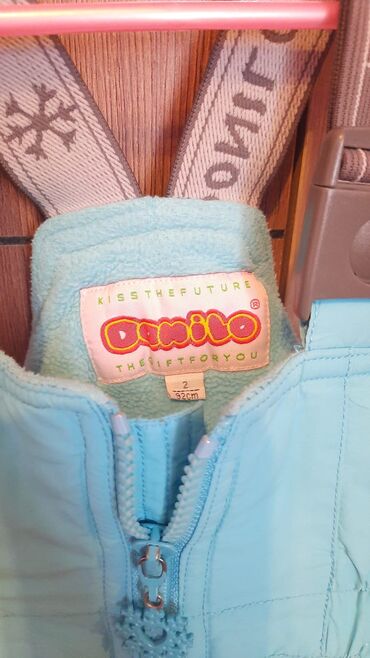 KISSTHEFUTURE
Danilo®
THEGIFTFORYOU
2
92cm